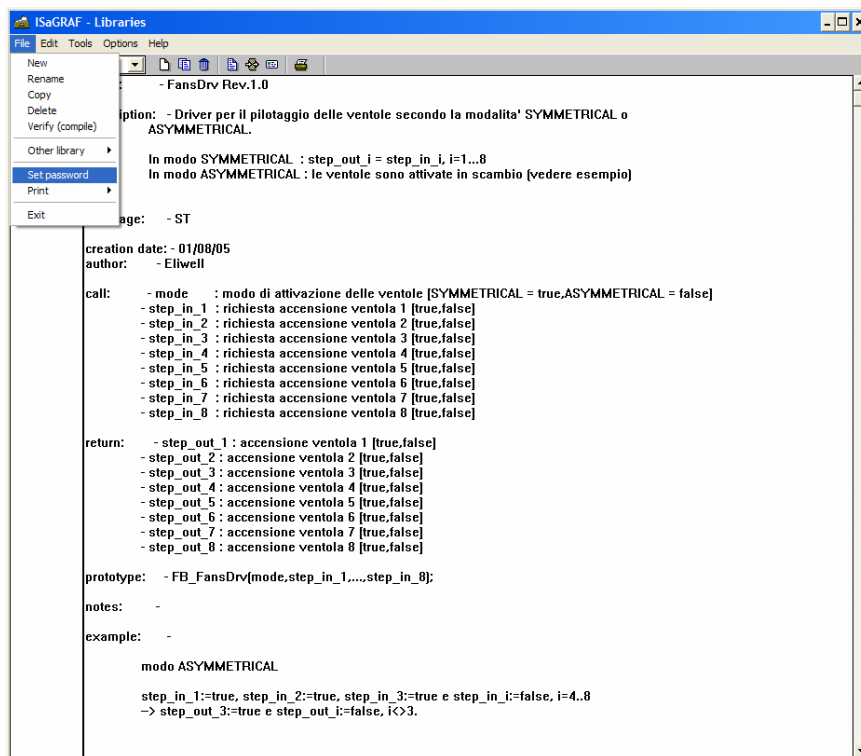 ISaGRAF - Libraries
File Edit Tools Options Help
New
Rename
Copy
Delete
Verify (compile)
Other library
Set password
Print
Exit
: - FansDrv Rev.1.0
iption: - Driver per il pilotaggio delle ventole secondo la modalita' SYMMETRICAL o
ASYMMETRICAL.
In modo SYMMETRICAL : step_out_i = step_in_i, i=1...8
In modo ASYMMETRICAL : le ventole sono attivate in scambio (vedere esempio)
age: - ST
creation date: - 01/08/05
author: - Eliwell
call: - mode : modo di attivazione delle ventole [SYMMETRICAL = true,ASYMMETRICAL = false]
- step_in_1 : richiesta accensione ventola 1 [true,false]
- step_in_2 : richiesta accensione ventola 2 [true,false]
- step_in_3 : richiesta accensione ventola 3 [true,false]
- step_in_4 : richiesta accensione ventola 4 [true,false]
- step_in_5 : richiesta accensione ventola 5 [true,false]
- step_in_6 : richiesta accensione ventola 6 [true,false]
- step_in_7 : richiesta accensione ventola 7 [true,false]
- step_in_8 : richiesta accensione ventola 8 [true,false]
return: - step_out_1 : accensione ventola 1 [true,false]
- step_out_2 : accensione ventola 2 [true,false]
- step_out_3 : accensione ventola 3 [true,false]
- step_out_4 : accensione ventola 4 [true,false]
- step_out_5 : accensione ventola 5 [true,false]
- step_out_6 : accensione ventola 6 [true,false]
- step_out_7 : accensione ventola 7 [true,false]
- step_out_8 : accensione ventola 8 [true,false]
prototype: - FB_FansDrv(mode,step_in_1,...,step_in_8);
notes: -
example: -
modo ASYMMETRICAL
step_in_1:=true, step_in_2:=true, step_in_3:=true e step_in_i:=false, i=4..8
--> step_out_3:=true e step_out_i:=false, i<>3.